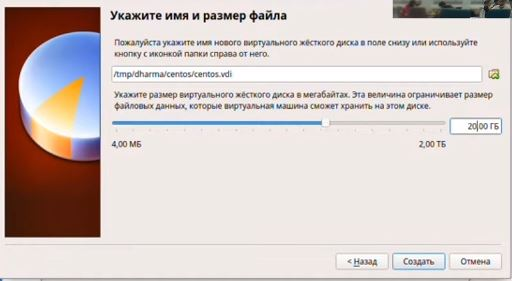 Укажите имя и размер файла
Пожалуйста укажите имя нового виртуального жёсткого диска в поле снизу или используйте
кнопку с иконкой папки справа от него.
/tmp/dharma/centos/centos.vdi
Укажите размер виртуального жёсткого диска в мегабайтах. Эта величина ограничивает размер
файловых данных, которые виртуальная машина сможет хранить на этом диске.
20,00 ГБ
4,00 МБ 2,00 ТБ
< Назад Создать Отмена